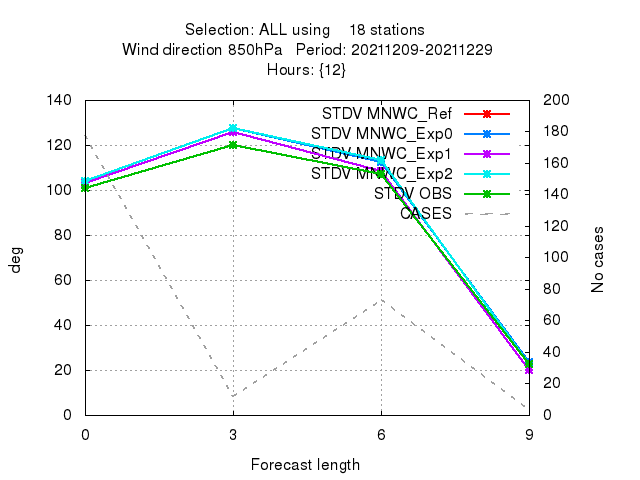 Selection: ALL using    18 stations
Wind direction 850hPa   Period: 20211209-20211229
Hours: {12}
140 200
STDV MNWC_Ref
180
STDV MNWC_Exp0
120
160
STDV MNWC_Exp1
STDV MNWC_Exp2
100 140
STDV OBS
CASES
120
80
100
60
80
40 60
40
20
20
0 0
deg
No cases
0 3 6 9
Forecast length